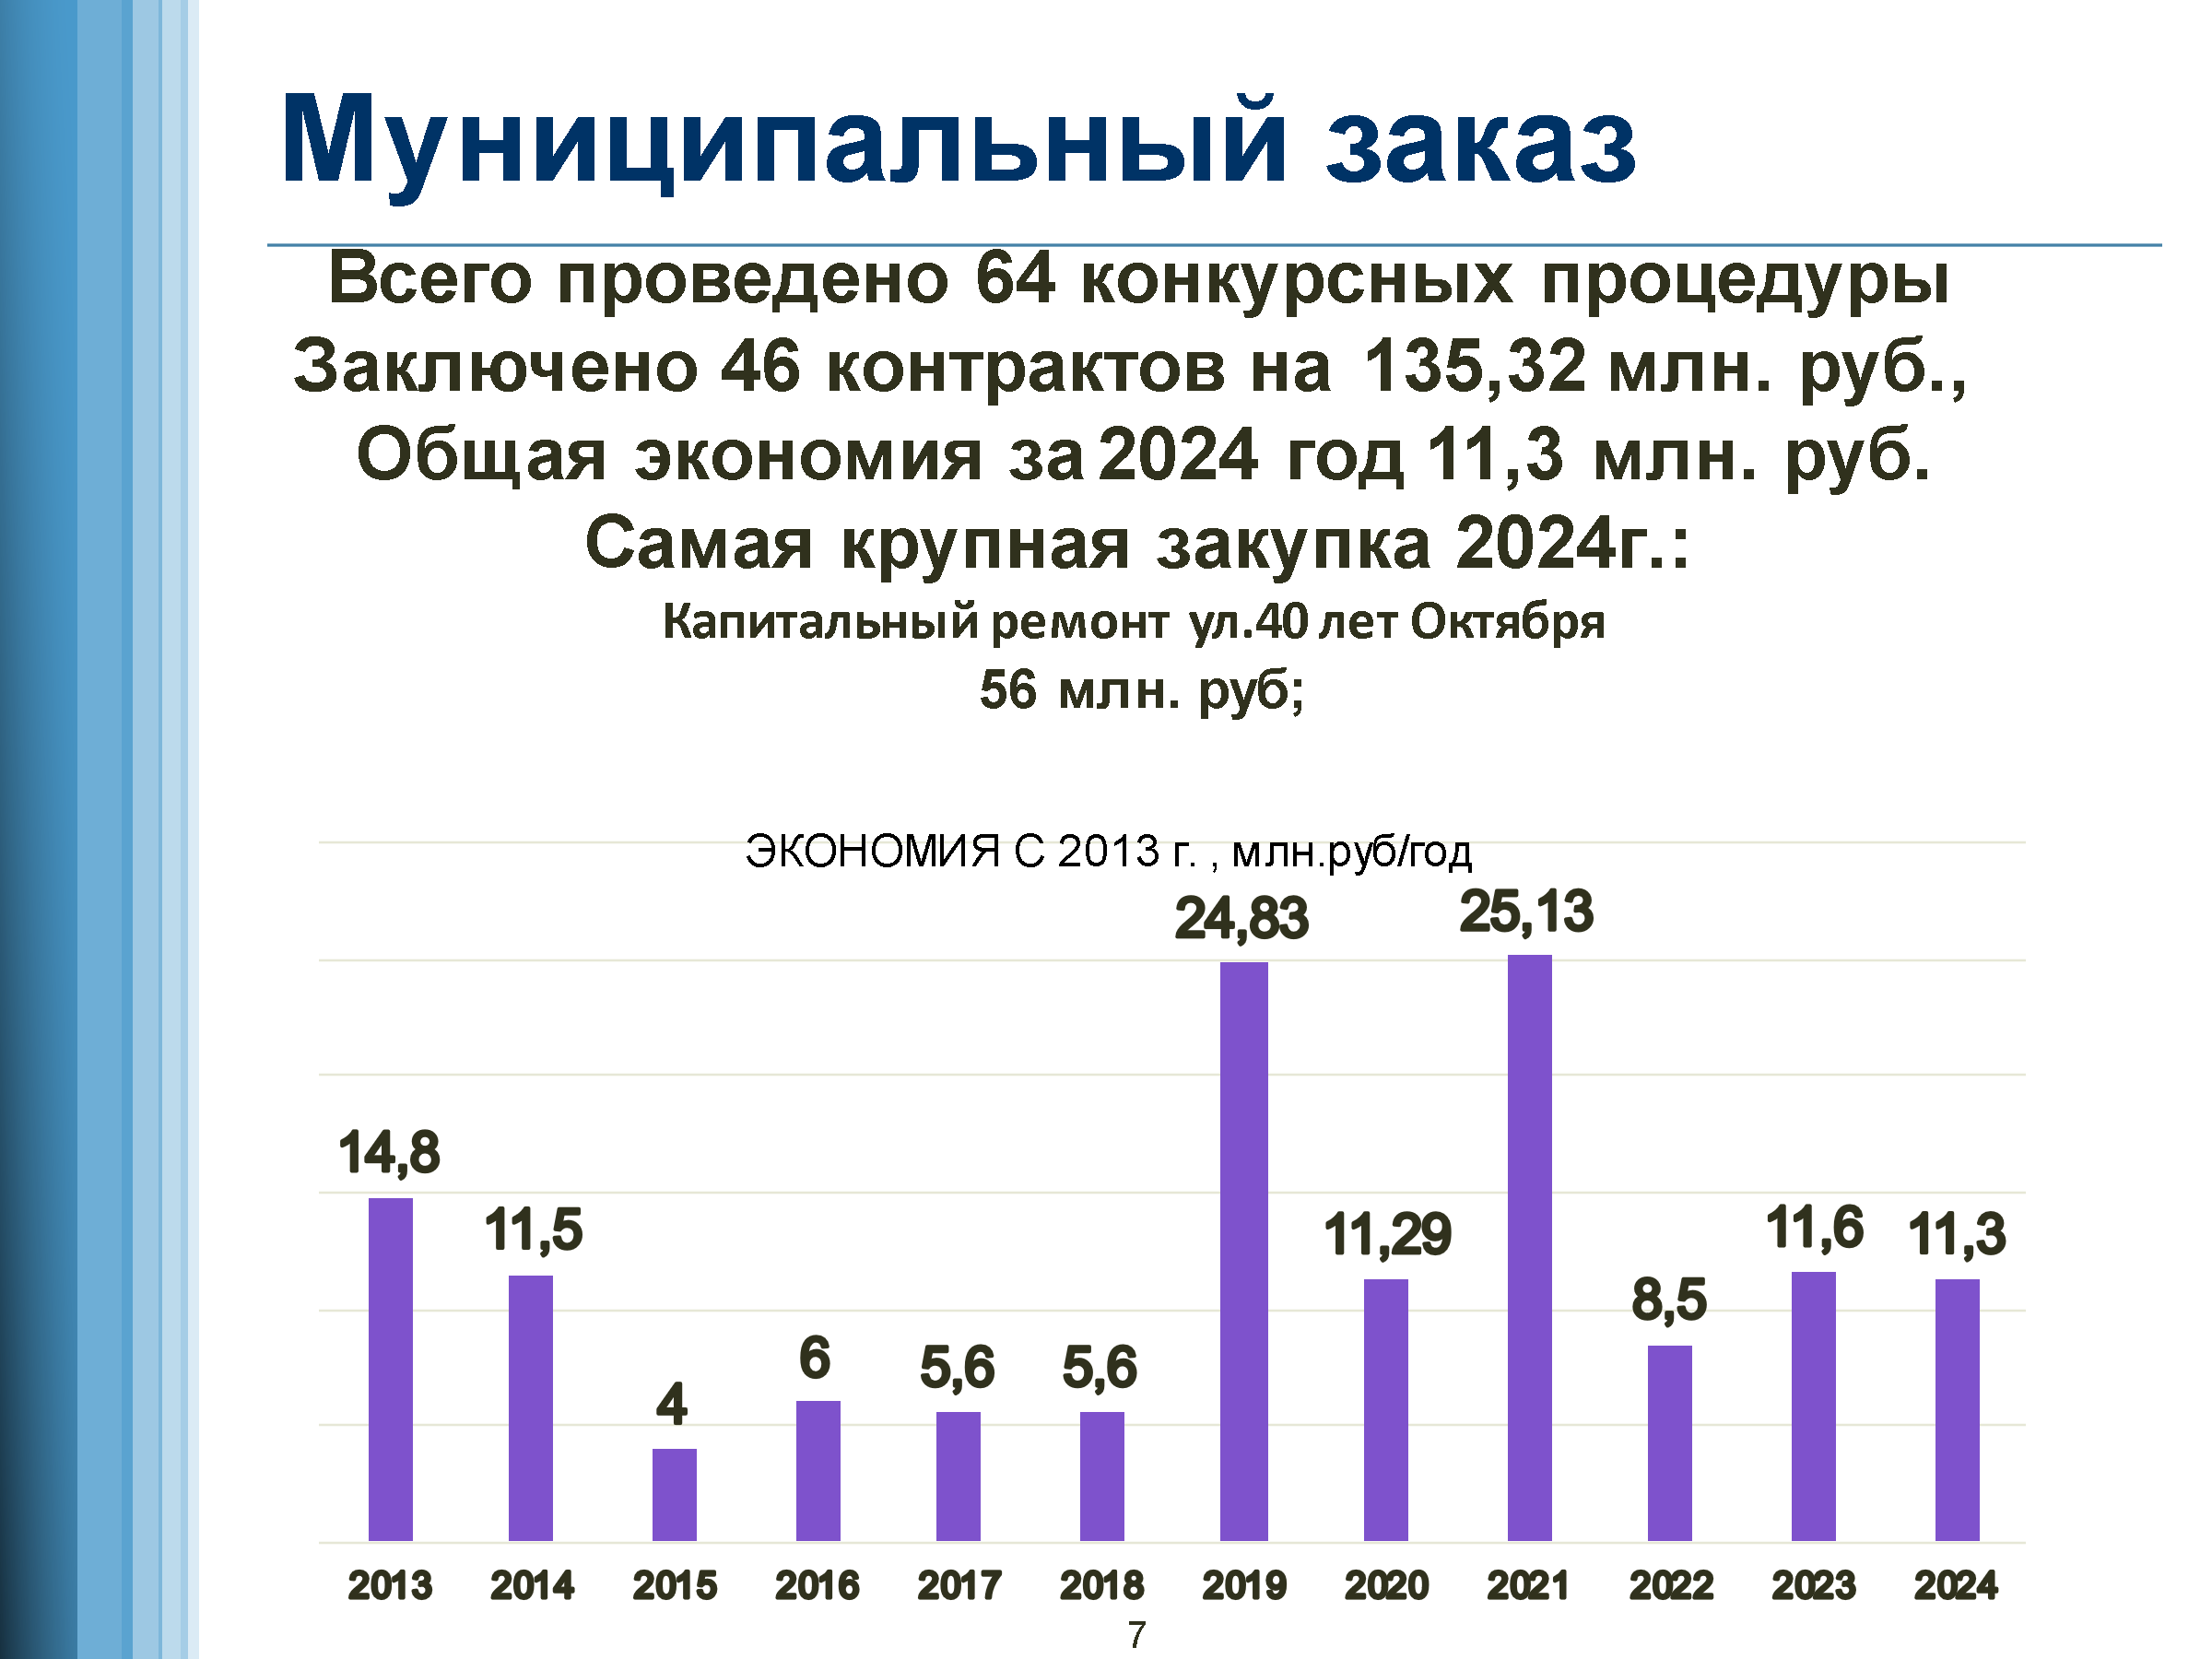 Муниципальный заказ
Всего проведено 64 конкурсных процедуры
Заключено 46 контрактов на 135,32 млн. руб.,
Общая экономия за 2024 год 11,3 млн. руб.
Самая крупная закупка 2024г.:
Капитальный ремонт ул.40 лет Октября
56 млн. руб;
ЭКОНОМИЯ С 2013 г. , млн.руб/год
14,8 11,5 4 6 5,6 5,6 24,83 11,29 25,13 8,5 11,6 11,3
2013 2014 2015 2016 2017 2018 2019 2020 2021 2022 2023 2024
7